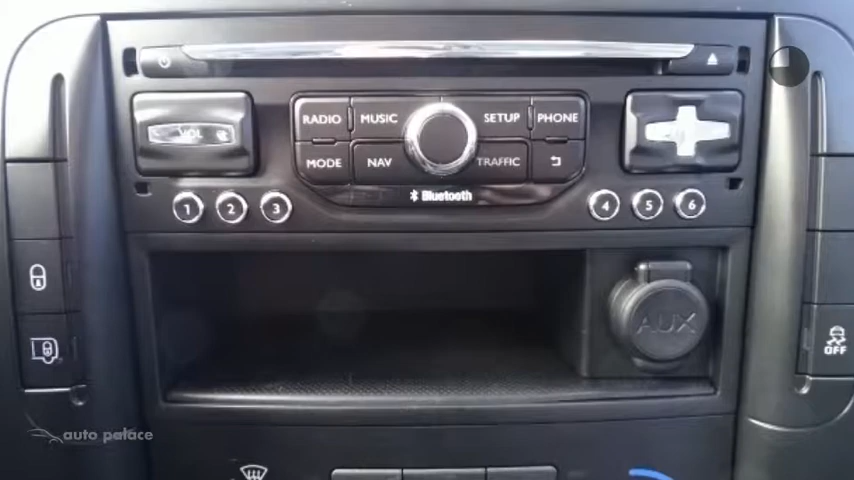 RADIO MUSIC SETUP PHONE
VOL
MODE NAV TRAFFIC
Bluetooth
1 2 3 4 5 6
AUX
OFF
auto palace